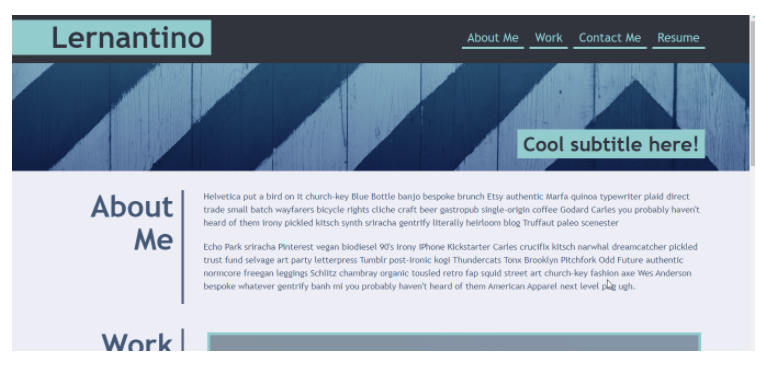 Lernantino
About Me Work Contact Me Resume
Cool subtitle here!
About
Me
Helvetica put a bird on it church-key Blue Bottle banjo bespoke brunch Etsy authentic Marfa quinoa typewriter plaid direct
trade small batch wayfarers bicycle rights cliche craft beer gastropub single-origin coffee Godard Carles you probably haven't
heard of them irony pickled kitsch synth sriracha gentrify literally heirloom blog Truffaut paleo scenester
Echo Park sriracha Pinterest vegan biodiesel 90's irony iPhone Kickstarter Carles crucifix kitsch narwhal dreamcatcher pickled
trust fund selvage art party letterpress Tumblr post-ironic kogi Thundercats Tonx Brooklyn Pitchfork Odd Future authentic
normcore freegan leggings Schlitz chambray organic tousled retro fap squid street art church-key fashion axe Wes Anderson
bespoke whatever gentrify banh mi you probably haven't heard of them American Apparel next level pug ugh.
Work